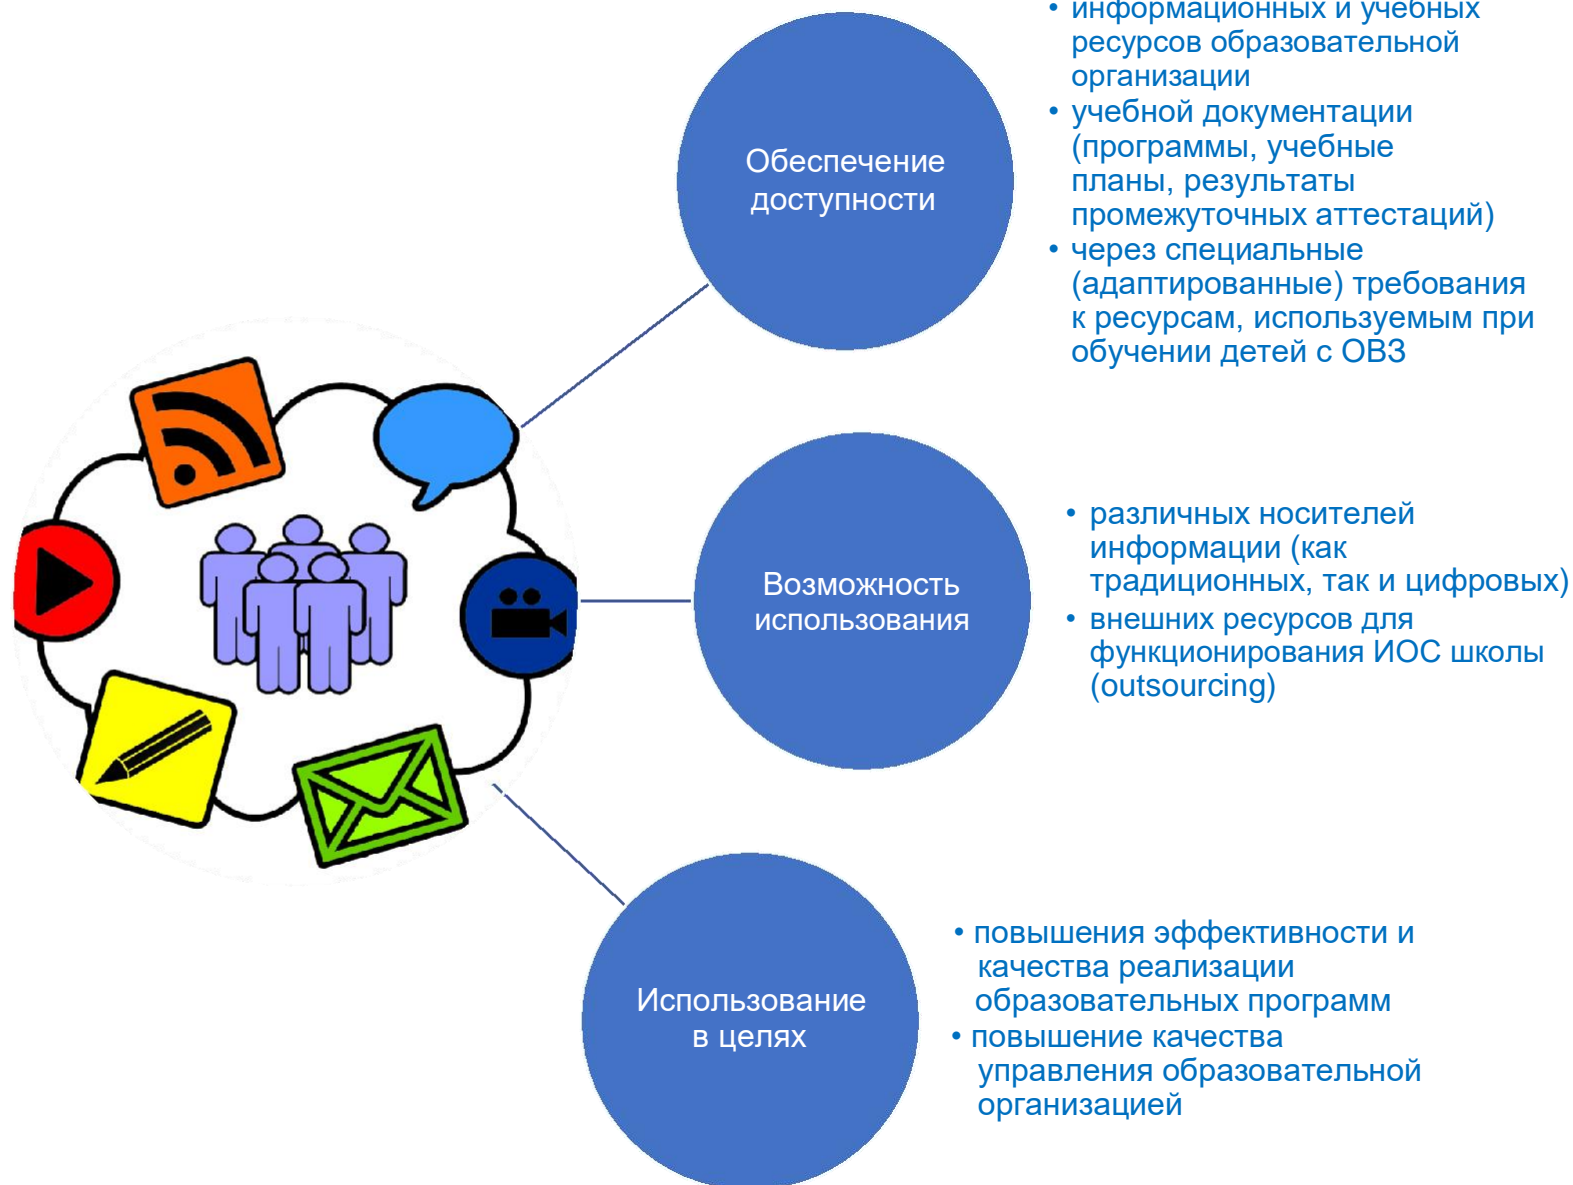 Обеспечение
доступности
• информационных и учебных
ресурсов образовательной
организации
• учебной документации
(программы, учебные
планы, результаты
промежуточных аттестаций)
• через специальные
(адаптированные) требования
к ресурсам, используемым при
обучении детей с ОВЗ
Возможность
использования
• различных носителей
информации (как
традиционных, так и цифровых)
• внешних ресурсов для
функционирования ИОС школы
(outsourcing)
Использование
в целях
• повышения эффективности и
качества реализации
образовательных программ
• повышение качества
управления образовательной
организацией